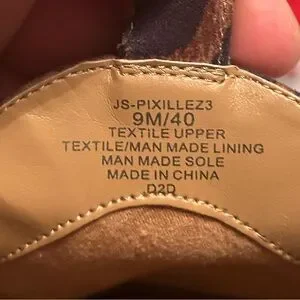 JS-PIXILLEZ3
9M/40
TEXTILE UPPER
TEXTILE/MAN MADE LINING
MAN MADE SOLE
MADE IN CHINA
D2D